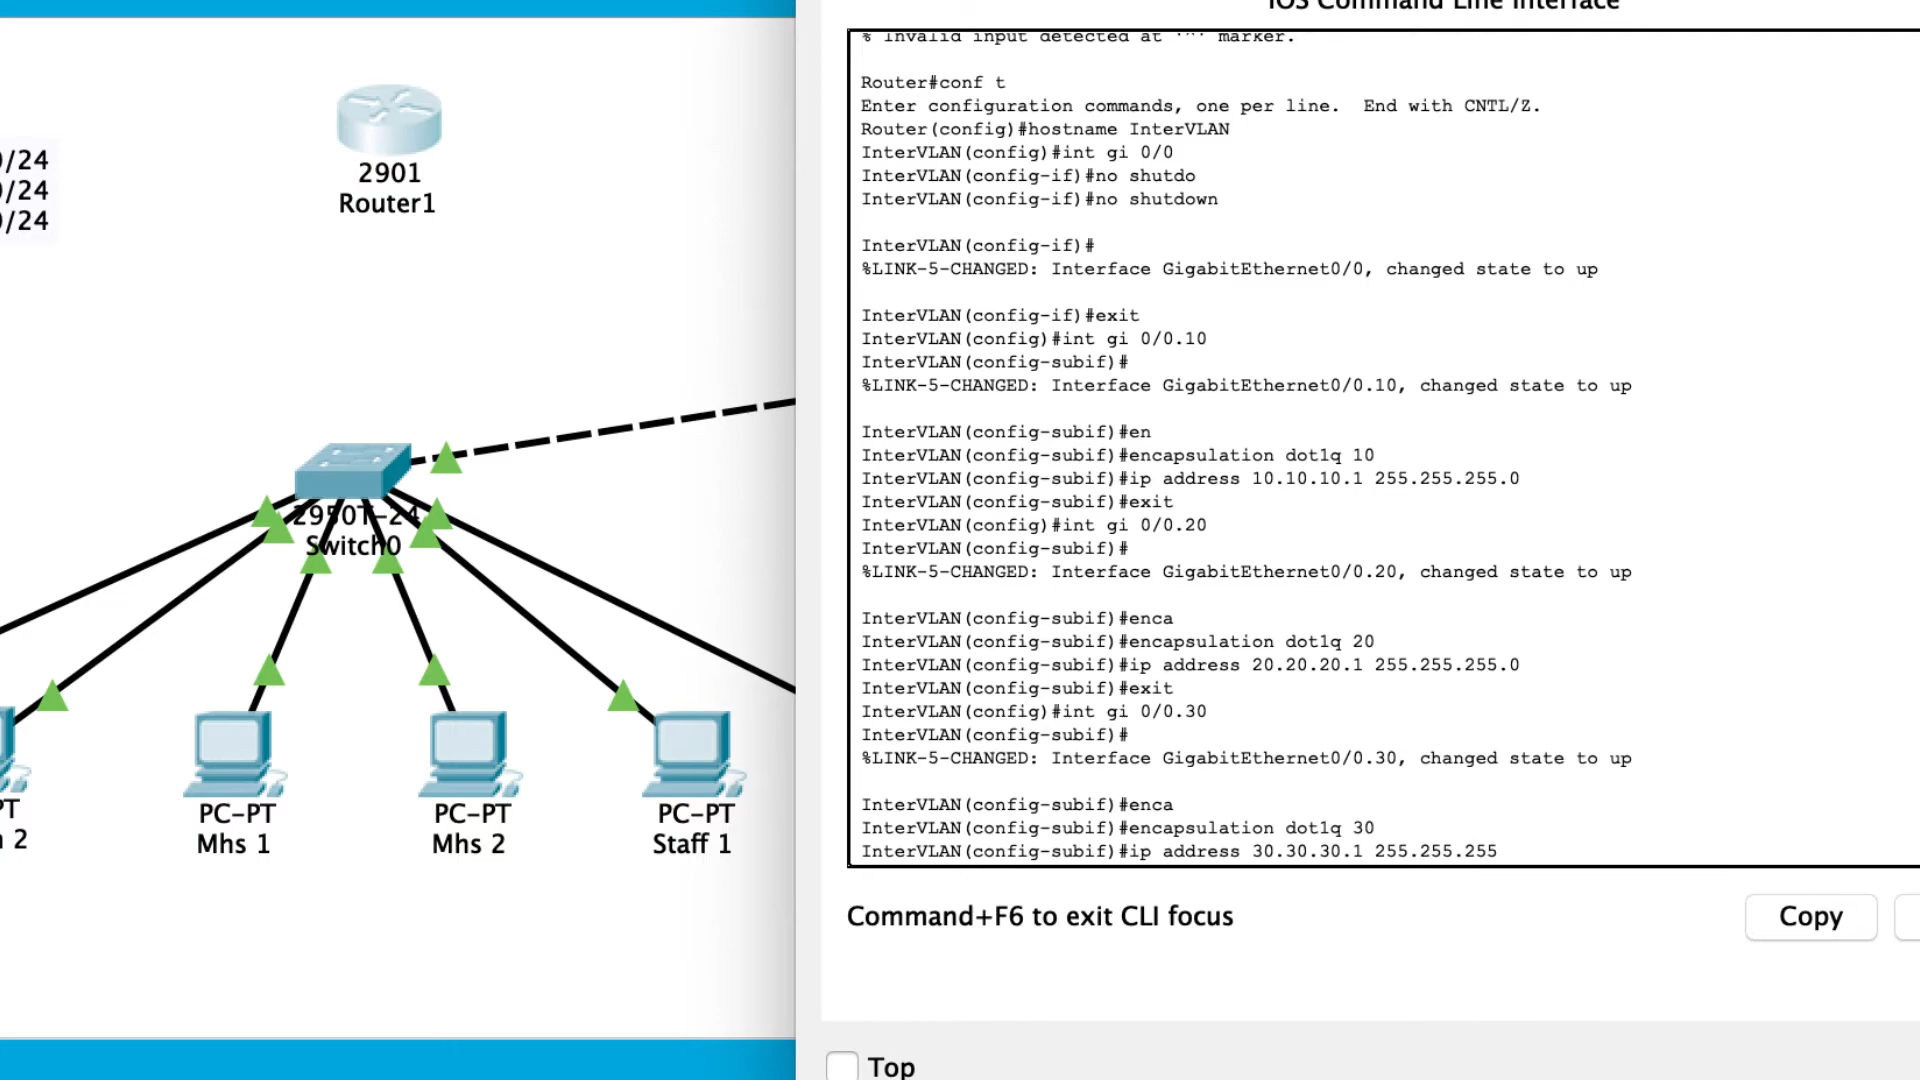 IOS Command Line Interface
% Invalid input detected at '^' marker.
Router#conf t
Enter configuration commands, one per line.  End with CNTL/Z.
Router(config)#hostname InterVLAN
InterVLAN(config)#int gi 0/0
InterVLAN(config-if)#no shutdo
InterVLAN(config-if)#no shutdown
InterVLAN(config-if)#
%LINK-5-CHANGED: Interface GigabitEthernet0/0, changed state to up
InterVLAN(config-if)#exit
InterVLAN(config)#int gi 0/0.10
InterVLAN(config-subif)#
%LINK-5-CHANGED: Interface GigabitEthernet0/0.10, changed state to up
InterVLAN(config-subif)#en
InterVLAN(config-subif)#encapsulation dot1q 10
InterVLAN(config-subif)#ip address 10.10.10.1 255.255.255.0
InterVLAN(config-subif)#exit
InterVLAN(config)#int gi 0/0.20
InterVLAN(config-subif)#
%LINK-5-CHANGED: Interface GigabitEthernet0/0.20, changed state to up
InterVLAN(config-subif)#enca
InterVLAN(config-subif)#encapsulation dot1q 20
InterVLAN(config-subif)#ip address 20.20.20.1 255.255.255.0
InterVLAN(config-subif)#exit
InterVLAN(config)#int gi 0/0.30
InterVLAN(config-subif)#
%LINK-5-CHANGED: Interface GigabitEthernet0/0.30, changed state to up
InterVLAN(config-subif)#enca
InterVLAN(config-subif)#encapsulation dot1q 30
InterVLAN(config-subif)#ip address 30.30.30.1 255.255.255
Command+F6 to exit CLI focus
Copy
Top
/24
/24
/24
2901
Router1
2950T-24
Switch0
PC-PT
Mhs 1
PC-PT
Mhs 2
PC-PT
Staff 1
T
2